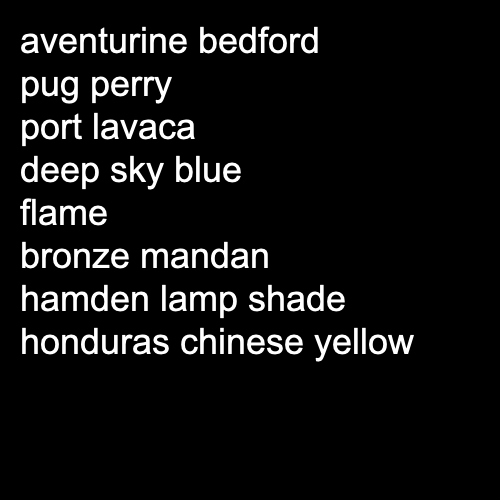 aventurine bedford
pug perry
port lavaca
deep sky blue
flame
bronze mandan
hamden lamp shade
honduras chinese yellow